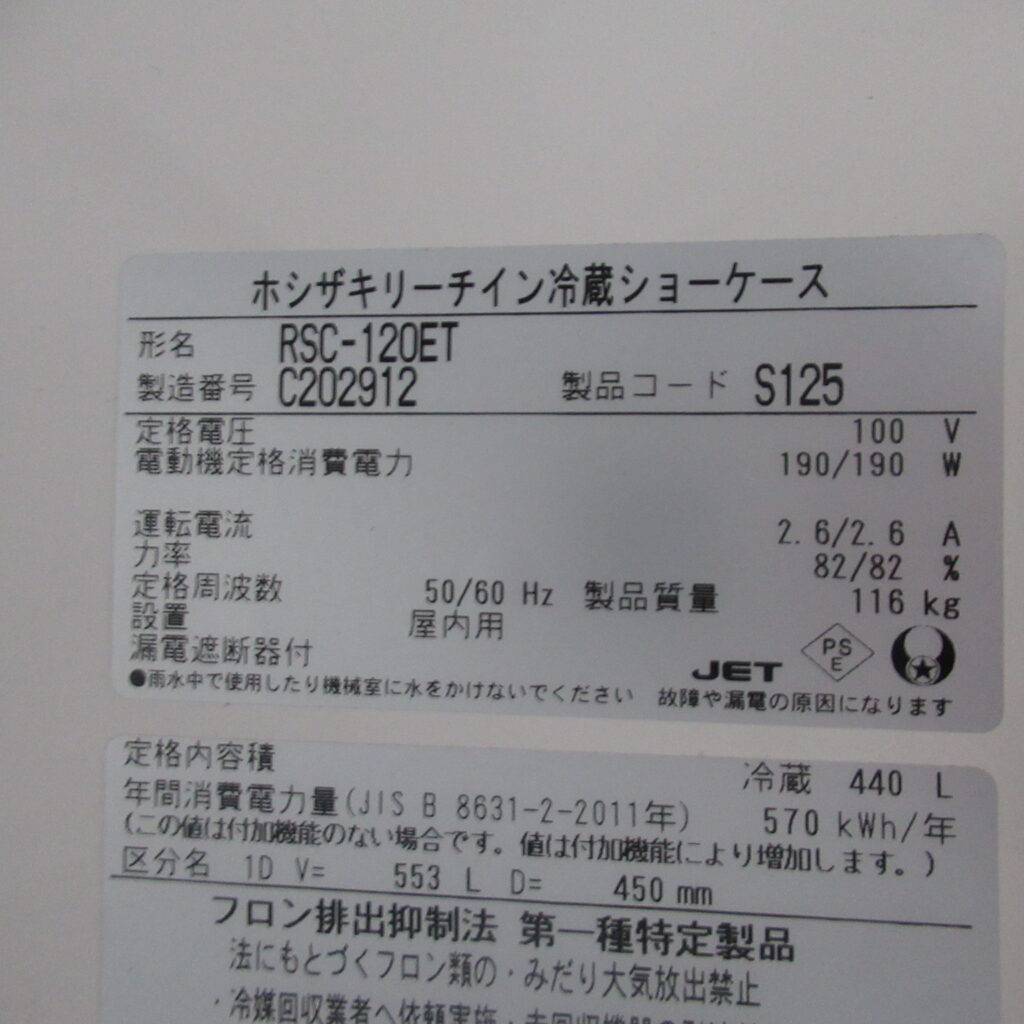 ホシザキリーチイン冷蔵ショーケース
形名 RSC-120ET
製造番号 C202912 製品コード S125
定格電圧 100 V
電動機定格消費電力 190/190 W
運転電流 2.6/2.6 A
力率 82/82 %
定格周波数 50/60 Hz 製品質量 116 kg
設置 屋内用
漏電遮断器付 JET PS E
●雨水中で使用したり機械室に水をかけないでください 故障や漏電の原因になります
定格内容積 冷蔵 440 L
年間消費電力量(JIS B 8631-2-2011年) 570 kWh/年
(この値は付加機能のない場合です。値は付加機能により増加します。)
区分名 1D V= 553 L D= 450 mm
フロン排出抑制法 第一種特定製品
法にもとづくフロン類の・みだり大気放出禁止
・冷媒回収業者へ依頼実施・